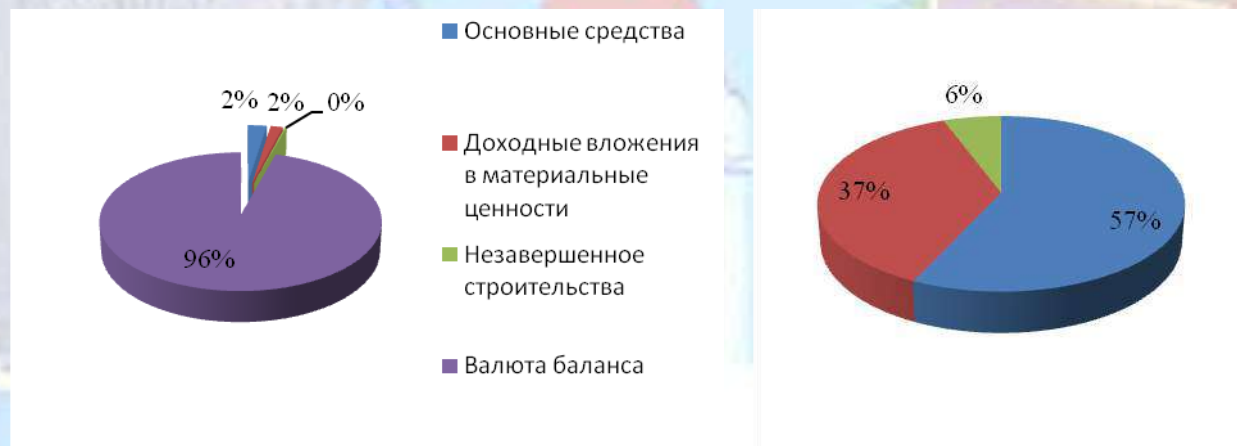 2% 2% 0%
96%
Основные средства
Доходные вложения
в материальные
ценности
Незавершенное
строительства
Валюта баланса
6%
37%
57%